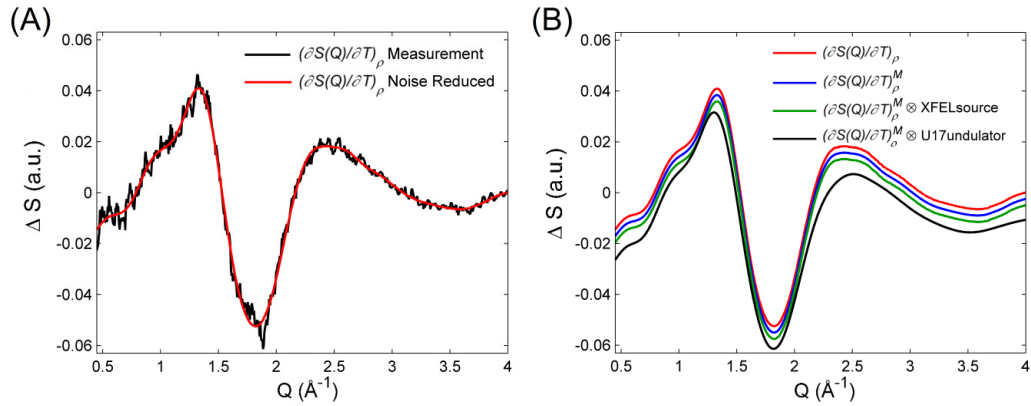 (A)
0.06
0.04
0.02
0
-0.02
-0.04
-0.06
Δ S (a.u.)
(∂S(Q)/∂T)ρ Measurement
(∂S(Q)/∂T)ρ Noise Reduced
0.5 1 1.5 2 2.5 3 3.5 4
Q (Å⁻¹)
(B)
0.06
0.04
0.02
0
-0.02
-0.04
-0.06
Δ S (a.u.)
(∂S(Q)/∂T)ρ
(∂S(Q)/∂T)ρᴹ
(∂S(Q)/∂T)ρᴹ ⊗ XFELsource
(∂S(Q)/∂T)ρᴹ ⊗ U17undulator
0.5 1 1.5 2 2.5 3 3.5 4
Q (Å⁻¹)